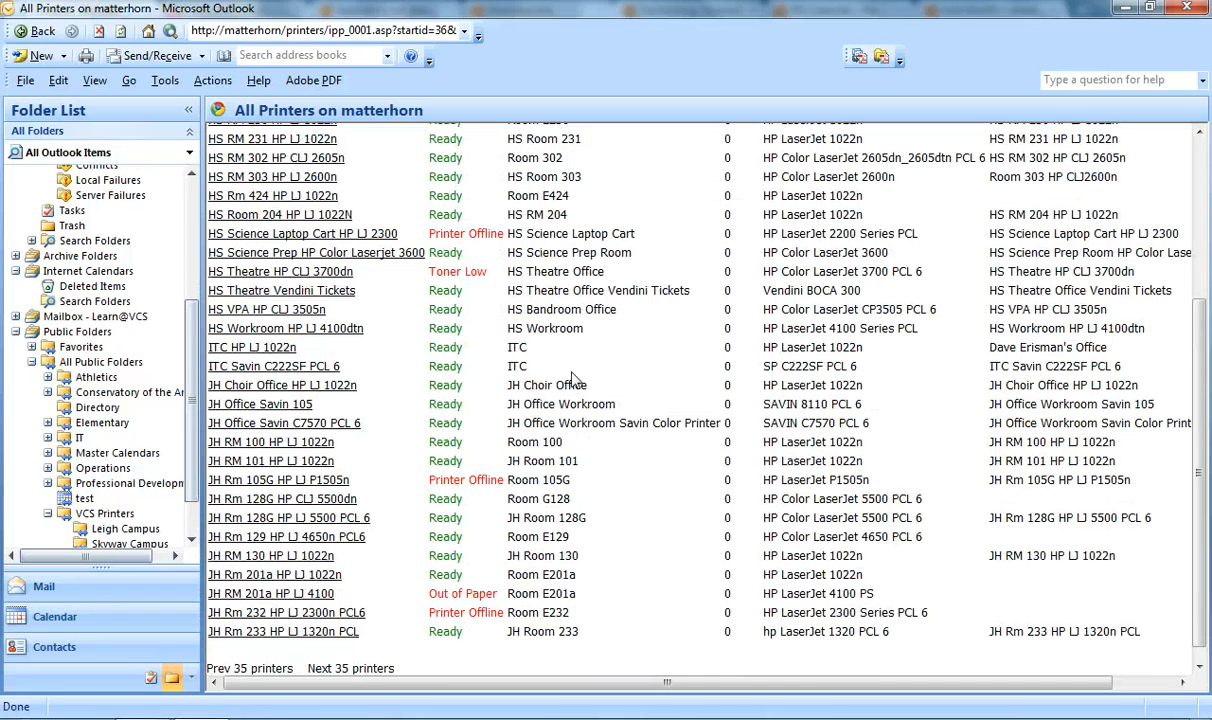 All Printers on matterhorn - Microsoft Outlook
Back http://matterhorn/printers/ipp_0001.asp?startid=36&
New Send/Receive Search address books
File Edit View Go Tools Actions Help Adobe PDF Type a question for help
Folder List « All Printers on matterhorn
All Folders
All Outlook Items
Conflicts
Local Failures
Server Failures
Tasks
Trash
Search Folders
Archive Folders
Internet Calendars
Deleted Items
Search Folders
Mailbox - Learn@VCS
Public Folders
Favorites
All Public Folders
Athletics
Conservatory of the Ar
Directory
Elementary
IT
Master Calendars
Operations
Professional Developm
test
VCS Printers
Leigh Campus
Skyway Campus
Mail
Calendar
Contacts
HS RM 231 HP LJ 1022n Ready HS Room 231 0 HP LaserJet 1022n HS RM 231 HP LJ 1022n
HS RM 302 HP CLJ 2605n Ready Room 302 0 HP Color LaserJet 2605dn_2605dtn PCL 6 HS RM 302 HP CLJ 2605n
HS RM 303 HP LJ 2600n Ready HS Room 303 0 HP Color LaserJet 2600n Room 303 HP CLJ2600n
HS Rm 424 HP LJ 1022n Ready Room E424 0 HP LaserJet 1022n
HS Room 204 HP LJ 1022N Ready HS RM 204 0 HP LaserJet 1022n HS RM 204 HP LJ 1022n
HS Science Laptop Cart HP LJ 2300 Printer Offline HS Science Laptop Cart 0 HP LaserJet 2200 Series PCL HS Science Laptop Cart HP LJ 2300
HS Science Prep HP Color Laserjet 3600 Ready HS Science Prep Room 0 HP Color LaserJet 3600 HS Science Prep Room HP Color Lase
HS Theatre HP CLJ 3700dn Toner Low HS Theatre Office 0 HP Color LaserJet 3700 PCL 6 HS Theatre HP CLJ 3700dn
HS Theatre Vendini Tickets Ready HS Theatre Office Vendini Tickets 0 Vendini BOCA 300 HS Theatre Office Vendini Tickets
HS VPA HP CLJ 3505n Ready HS Bandroom Office 0 HP Color LaserJet CP3505 PCL 6 HS VPA HP CLJ 3505n
HS Workroom HP LJ 4100dtn Ready HS Workroom 0 HP LaserJet 4100 Series PCL HS Workroom HP LJ 4100dtn
ITC HP LJ 1022n Ready ITC 0 HP LaserJet 1022n Dave Erisman's Office
ITC Savin C222SF PCL 6 Ready ITC 0 SP C222SF PCL 6 ITC Savin C222SF PCL 6
JH Choir Office HP LJ 1022n Ready JH Choir Office 0 HP LaserJet 1022n JH Choir Office HP LJ 1022n
JH Office Savin 105 Ready JH Office Workroom 0 SAVIN 8110 PCL 6 JH Office Workroom Savin 105
JH Office Savin C7570 PCL 6 Ready JH Office Workroom Savin Color Printer 0 SAVIN C7570 PCL 6 JH Office Workroom Savin Color Print
JH RM 100 HP LJ 1022n Ready Room 100 0 HP LaserJet 1022n JH RM 100 HP LJ 1022n
JH RM 101 HP LJ 1022n Ready JH Room 101 0 HP LaserJet 1022n JH RM 101 HP LJ 1022n
JH Rm 105G HP LJ P1505n Printer Offline Room 105G 0 HP LaserJet P1505n JH Rm 105G HP LJ P1505n
JH Rm 128G HP CLJ 5500dn Ready Room G128 0 HP Color LaserJet 5500 PCL 6
JH Rm 128G HP LJ 5500 PCL 6 Ready JH Room 128G 0 HP Color LaserJet 5500 PCL 6 JH Rm 128G HP LJ 5500 PCL 6
JH Rm 129 HP LJ 4650n PCL6 Ready Room E129 0 HP Color LaserJet 4650 PCL 6
JH RM 130 HP LJ 1022n Ready JH Room 130 0 HP LaserJet 1022n JH RM 130 HP LJ 1022n
JH Rm 201a HP LJ 1022n Ready Room E201a 0 HP LaserJet 1022n
JH RM 201a HP LJ 4100 Out of Paper Room E201a 0 HP LaserJet 4100 PS
JH Rm 232 HP LJ 2300n PCL6 Printer Offline Room E232 0 HP LaserJet 2300 Series PCL 6
JH Rm 233 HP LJ 1320n PCL Ready JH Room 233 0 hp LaserJet 1320 PCL 6 JH Rm 233 HP LJ 1320n PCL
Prev 35 printers Next 35 printers
Done